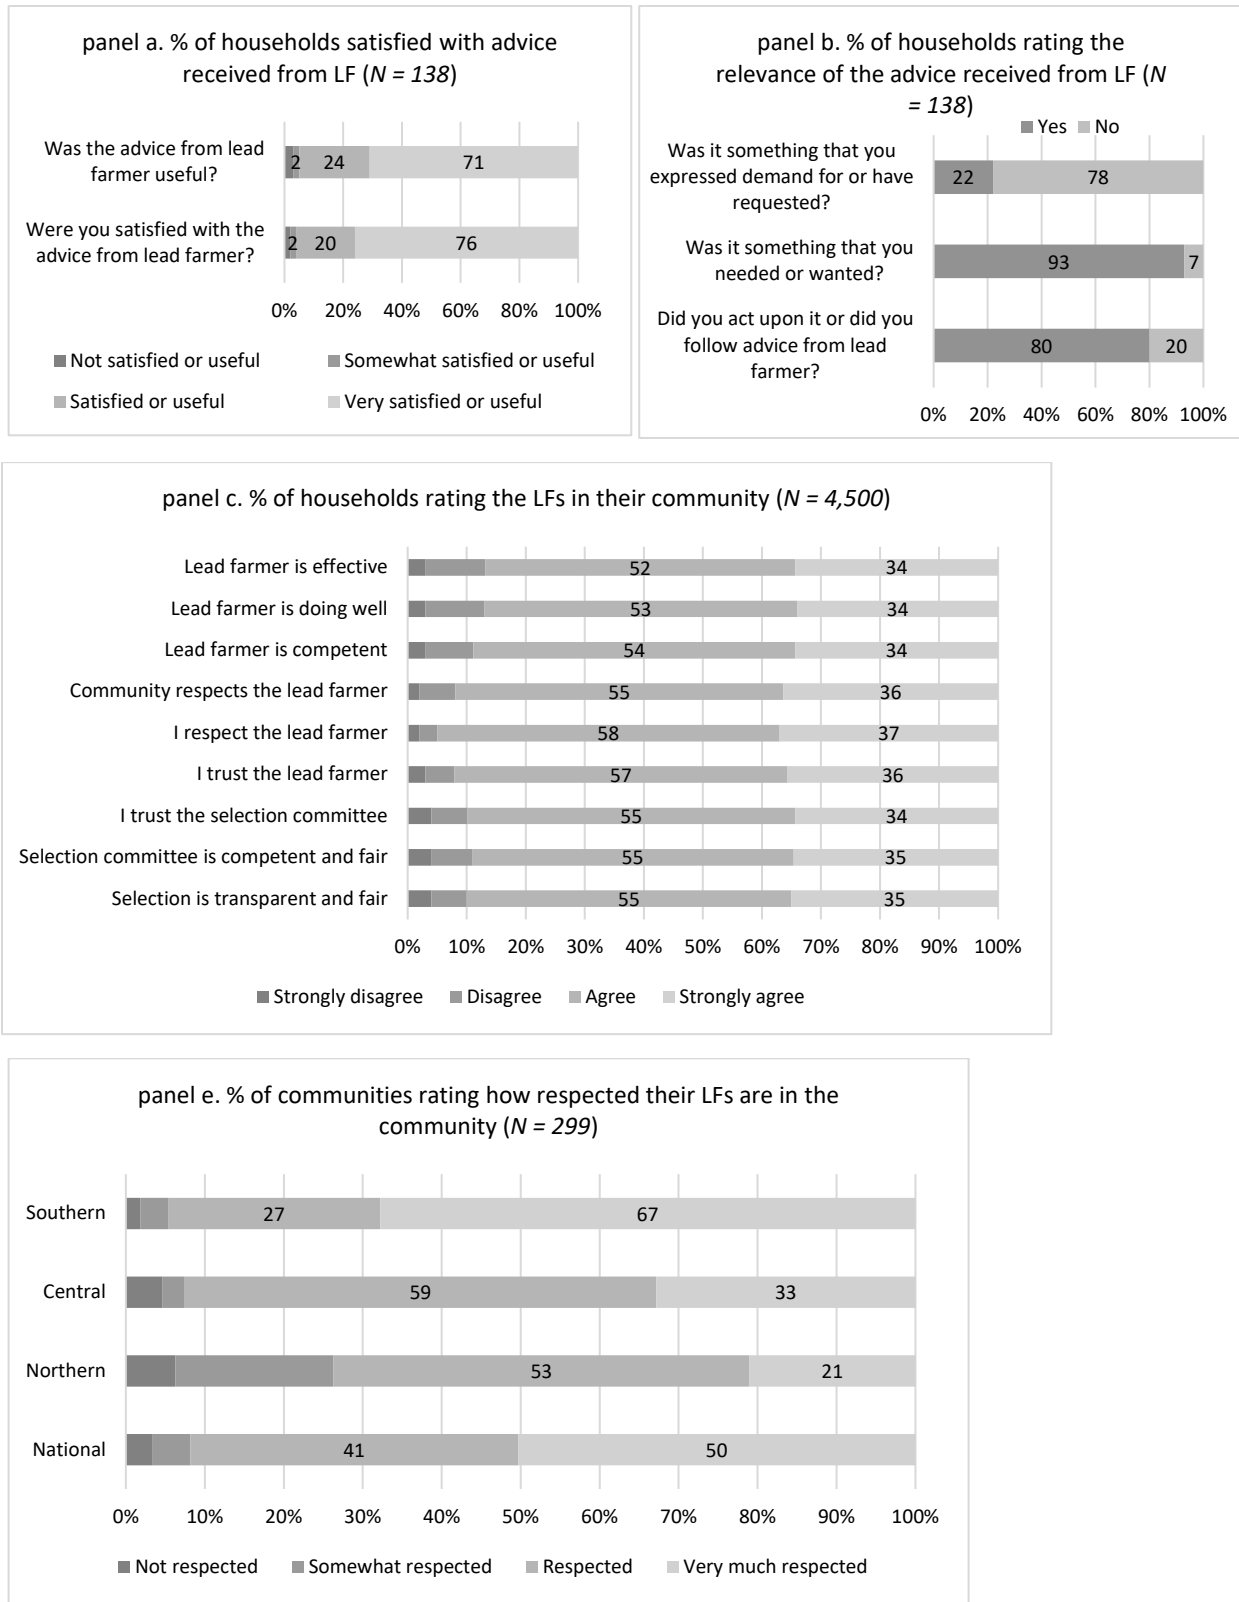 panel a. % of households satisfied with advice
received from LF (N = 138)
Was the advice from lead
farmer useful?
2 24 71
Were you satisfied with the
advice from lead farmer?
2 20 76
0% 20% 40% 60% 80% 100%
Not satisfied or useful Somewhat satisfied or useful
Satisfied or useful Very satisfied or useful
panel b. % of households rating the
relevance of the advice received from LF (N
= 138)
Yes No
Was it something that you
expressed demand for or have
requested?
22 78
Was it something that you
needed or wanted?
93 7
Did you act upon it or did you
follow advice from lead
farmer?
80 20
0% 20% 40% 60% 80% 100%
panel c. % of households rating the LFs in their community (N = 4,500)
Lead farmer is effective 52 34
Lead farmer is doing well 53 34
Lead farmer is competent 54 34
Community respects the lead farmer 55 36
I respect the lead farmer 58 37
I trust the lead farmer 57 36
I trust the selection committee 55 34
Selection committee is competent and fair 55 35
Selection is transparent and fair 55 35
0% 10% 20% 30% 40% 50% 60% 70% 80% 90% 100%
Strongly disagree Disagree Agree Strongly agree
panel e. % of communities rating how respected their LFs are in the
community (N = 299)
Southern 27 67
Central 59 33
Northern 53 21
National 41 50
0% 10% 20% 30% 40% 50% 60% 70% 80% 90% 100%
Not respected Somewhat respected Respected Very much respected